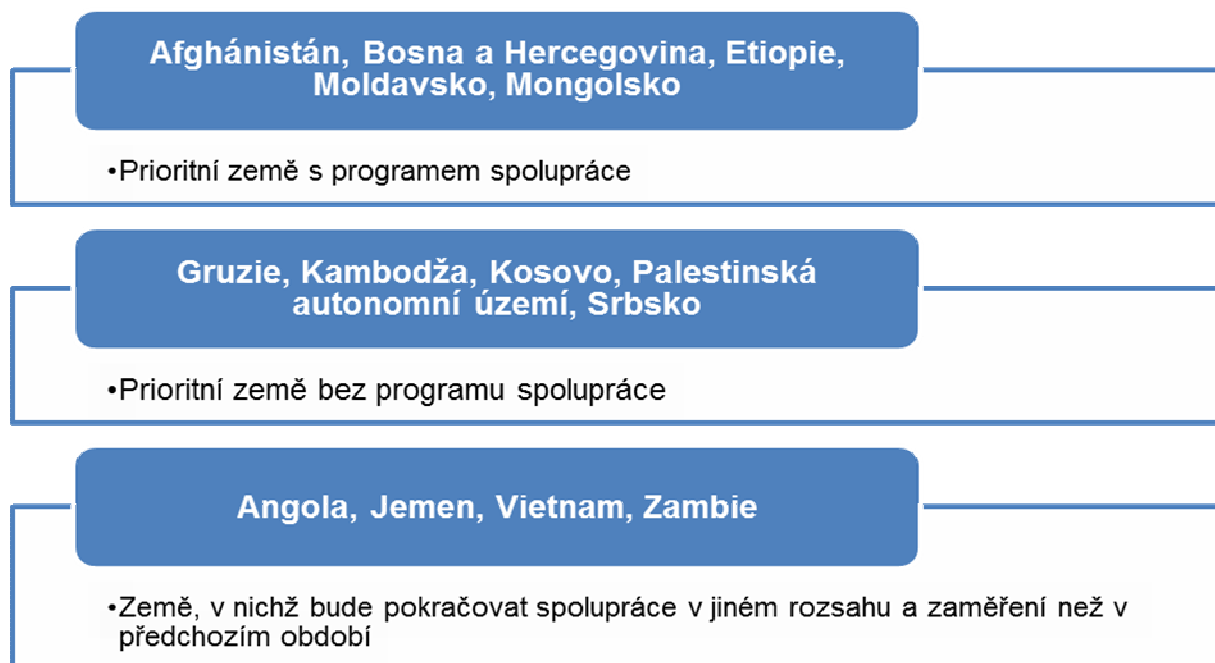 Afghánistán, Bosna a Hercegovina, Etiopie,
Moldavsko, Mongolsko
•Prioritní země s programem spolupráce
Gruzie, Kambodža, Kosovo, Palestinská
autonomní území, Srbsko
•Prioritní země bez programu spolupráce
Angola, Jemen, Vietnam, Zambie
•Země, v nichž bude pokračovat spolupráce v jiném rozsahu a zaměření než v
předchozím období